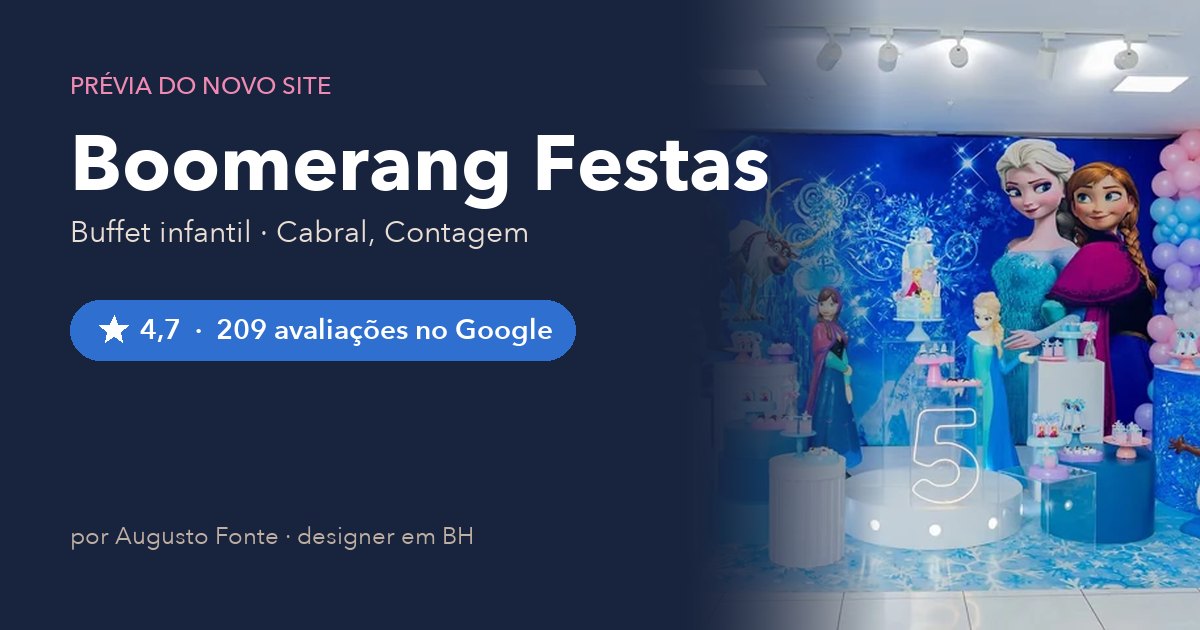 PRÉVIA DO NOVO SITE
Boomerang Festas
Buffet infantil · Cabral, Contagem
★ 4,7 · 209 avaliações no Google
5
por Augusto Fonte · designer em BH